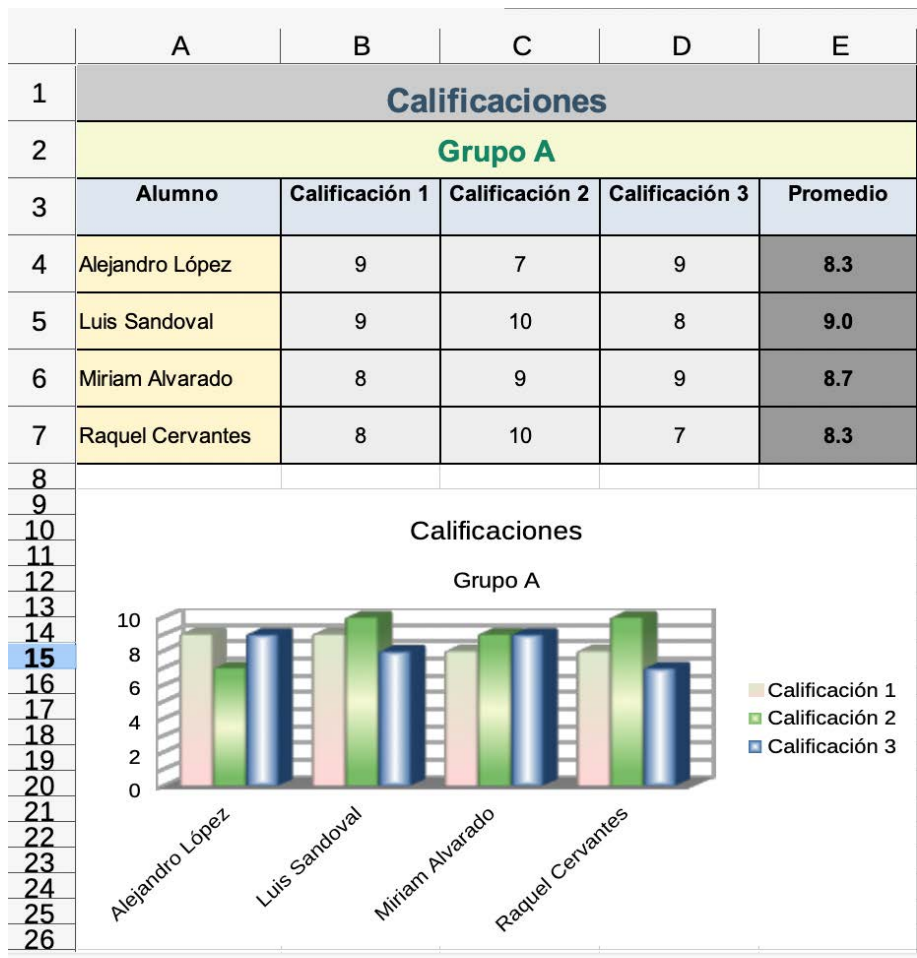 A B C D E
1 Calificaciones
2 Grupo A
3 Alumno Calificación 1 Calificación 2 Calificación 3 Promedio
4 Alejandro López 9 7 9 8.3
5 Luis Sandoval 9 10 8 9.0
6 Miriam Alvarado 8 9 9 8.7
7 Raquel Cervantes 8 10 7 8.3
8
9
10
11
12
13
14
15
16
17
18
19
20
21
22
23
24
25
26
Calificaciones
Grupo A
10
8
6
4
2
0
Alejandro López
Luis Sandoval
Miriam Alvarado
Raquel Cervantes
Calificación 1
Calificación 2
Calificación 3